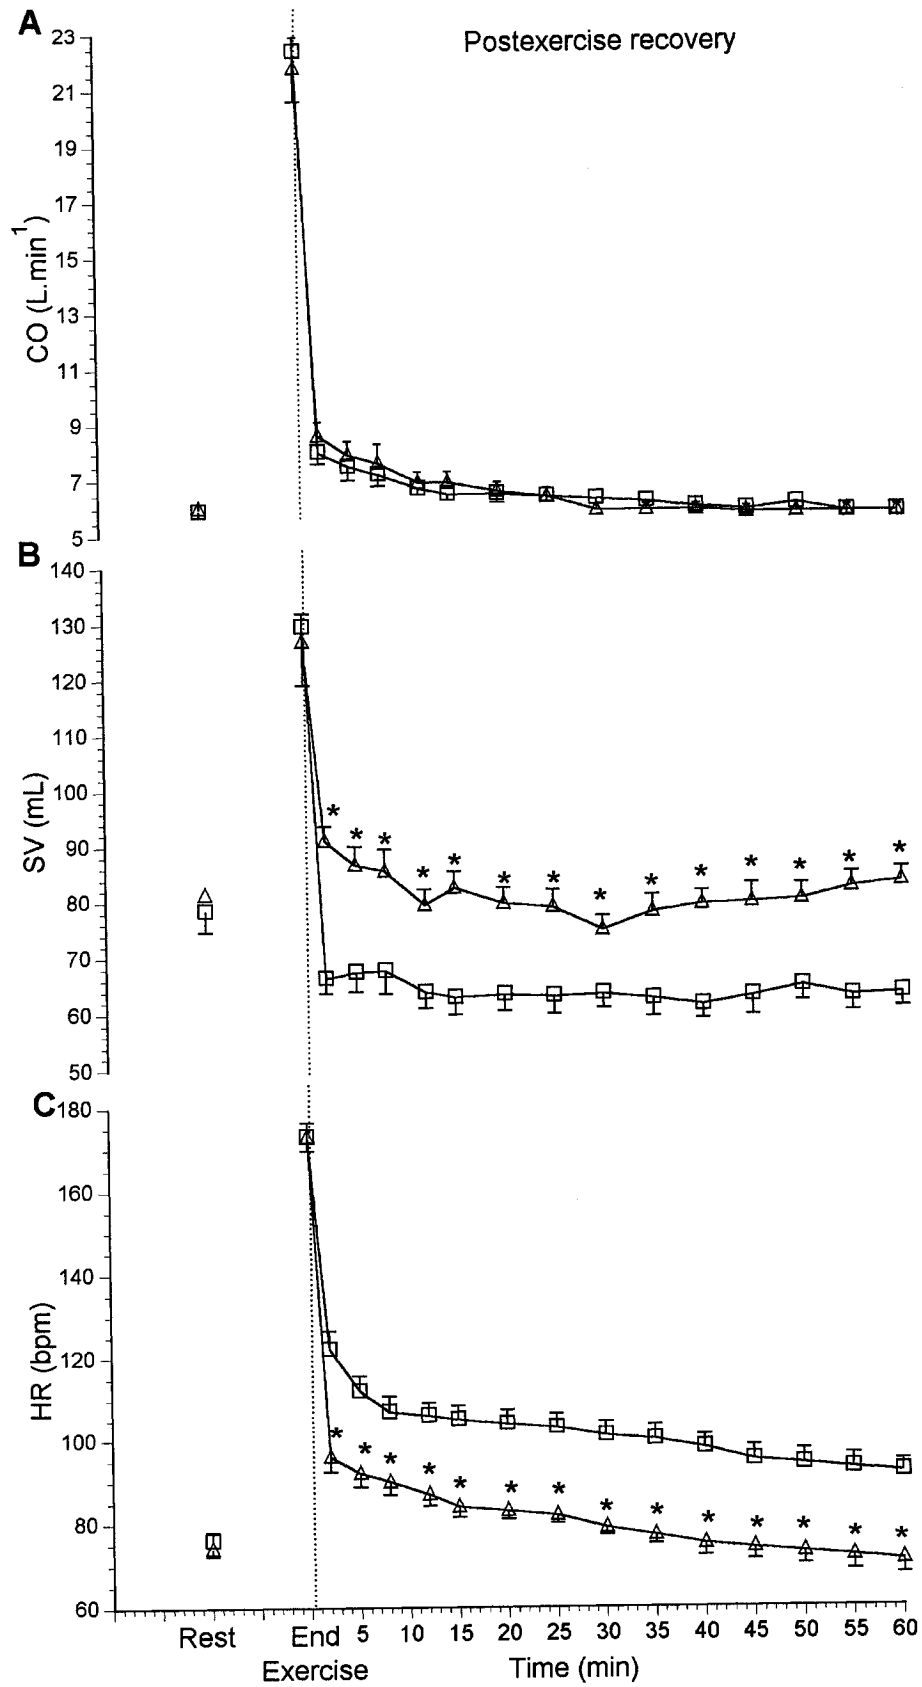 A
Postexercise recovery
23
21
19
17
15
13
11
9
7
5
CO (L.min¹)
B
140
130
120
110
100
90
80
70
60
50
SV (mL)
* * * * * * * * * * * * * *
C
180
160
140
120
100
80
60
HR (bpm)
* * * * * * * * * * * * * *
Rest End 5 10 15 20 25 30 35 40 45 50 55 60
Exercise Time (min)